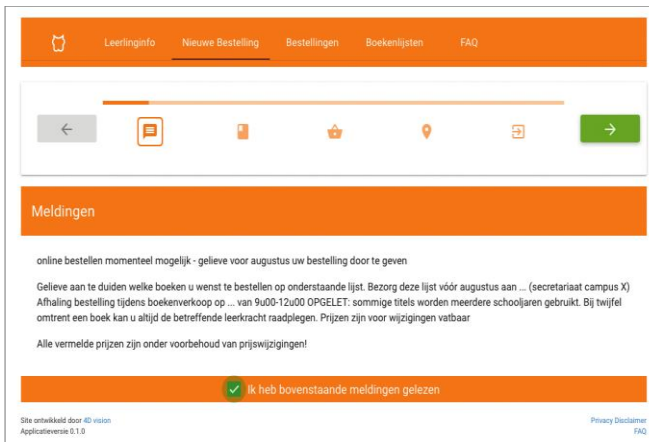 Leerlinginfo Nieuwe Bestelling Bestellingen Boekenlijsten FAQ
Meldingen
online bestellen momenteel mogelijk - gelieve voor augustus uw bestelling door te geven
Gelieve aan te duiden welke boeken u wenst te bestellen op onderstaande lijst. Bezorg deze lijst vóór augustus aan ... (secretariaat campus X)
Afhaling bestelling tijdens boekenverkoop op ... van 9u00-12u00 OPGELET: sommige titels worden meerdere schooljaren gebruikt. Bij twijfel
omtrent een boek kan u altijd de betreffende leerkracht raadplegen. Prijzen zijn voor wijzigingen vatbaar
Alle vermelde prijzen zijn onder voorbehoud van prijswijzigingen!
Ik heb bovenstaande meldingen gelezen
Site ontwikkeld door 4D vision Privacy Disclaimer
Applicatieversie 0.1.0 FAQ